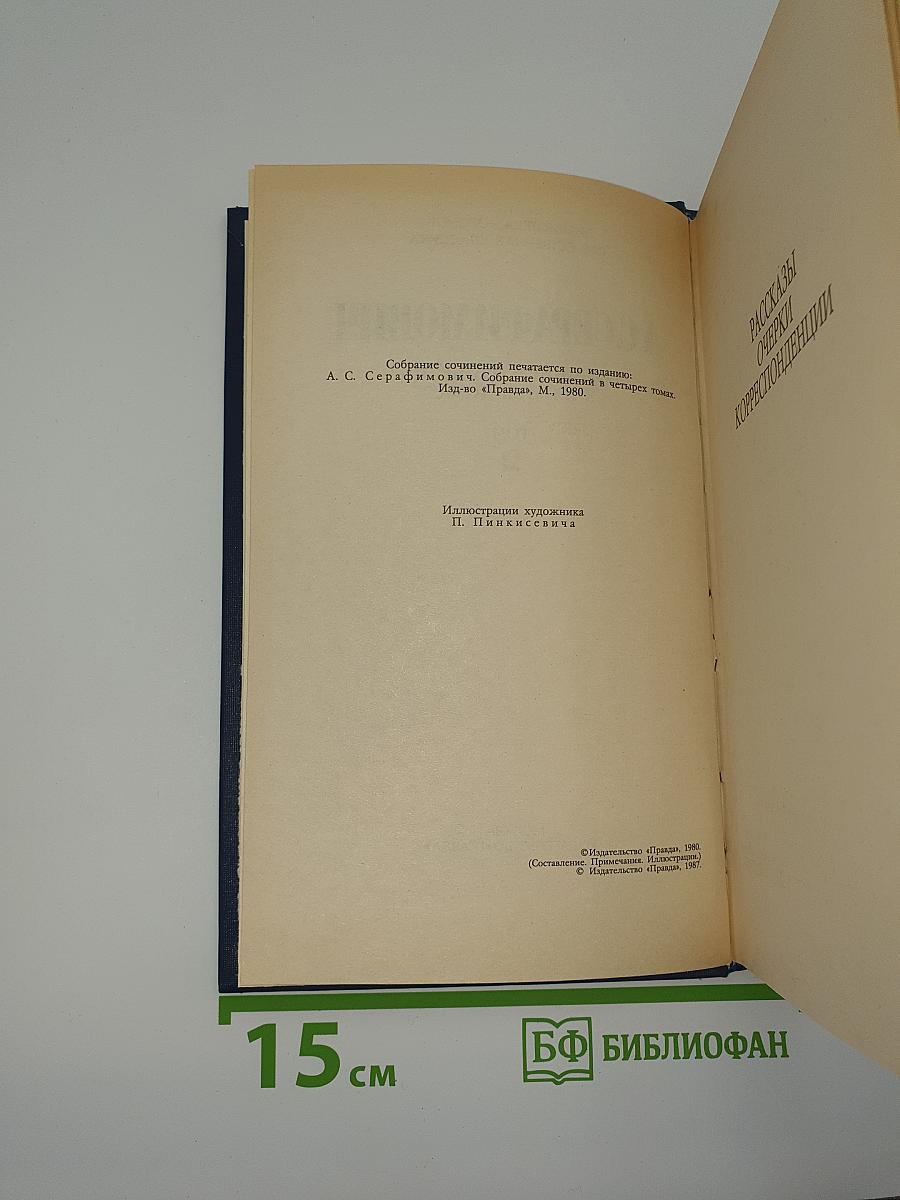 Собрание сочинений печатается по изданию:
А. С. Серафимович. Собрание сочинений в четырех томах.
Изд-во «Правда», М., 1980.
Иллюстрации художника
П. Пинкисевича
©Издательство «Правда», 1980.
(Составление. Примечания. Иллюстрации.)
© Издательство «Правда», 1987.
РАССКАЗЫ
ОЧЕРКИ
КОРРЕСПОНДЕНЦИИ
15 см
БФ БИБЛИОФАН